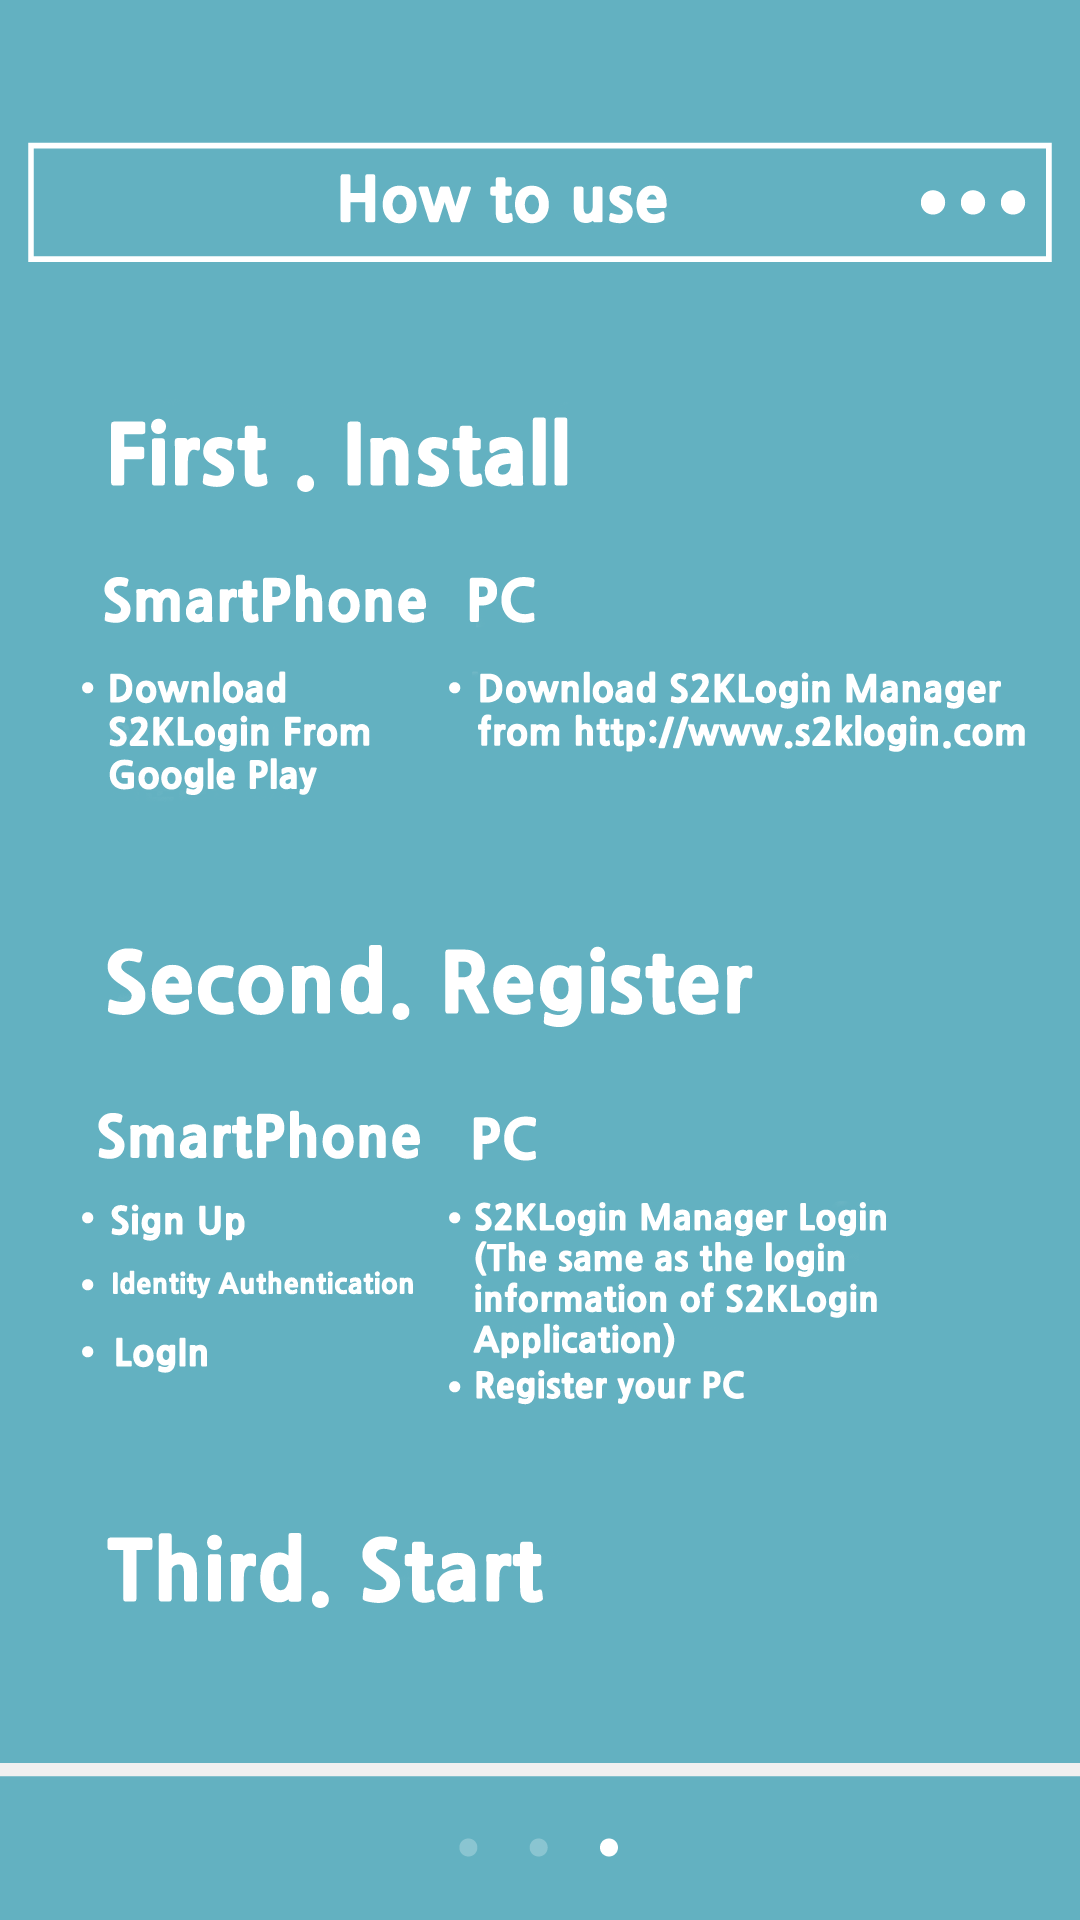 How to use
First . Install
SmartPhone
• Download
S2KLogin From
Google Play
PC
• Download S2KLogin Manager
from http://www.s2klogin.com
Second. Register
SmartPhone
• Sign Up
• Identity Authentication
• LogIn
PC
• S2KLogin Manager Login
(The same as the login
information of S2KLogin
Application)
• Register your PC
Third. Start